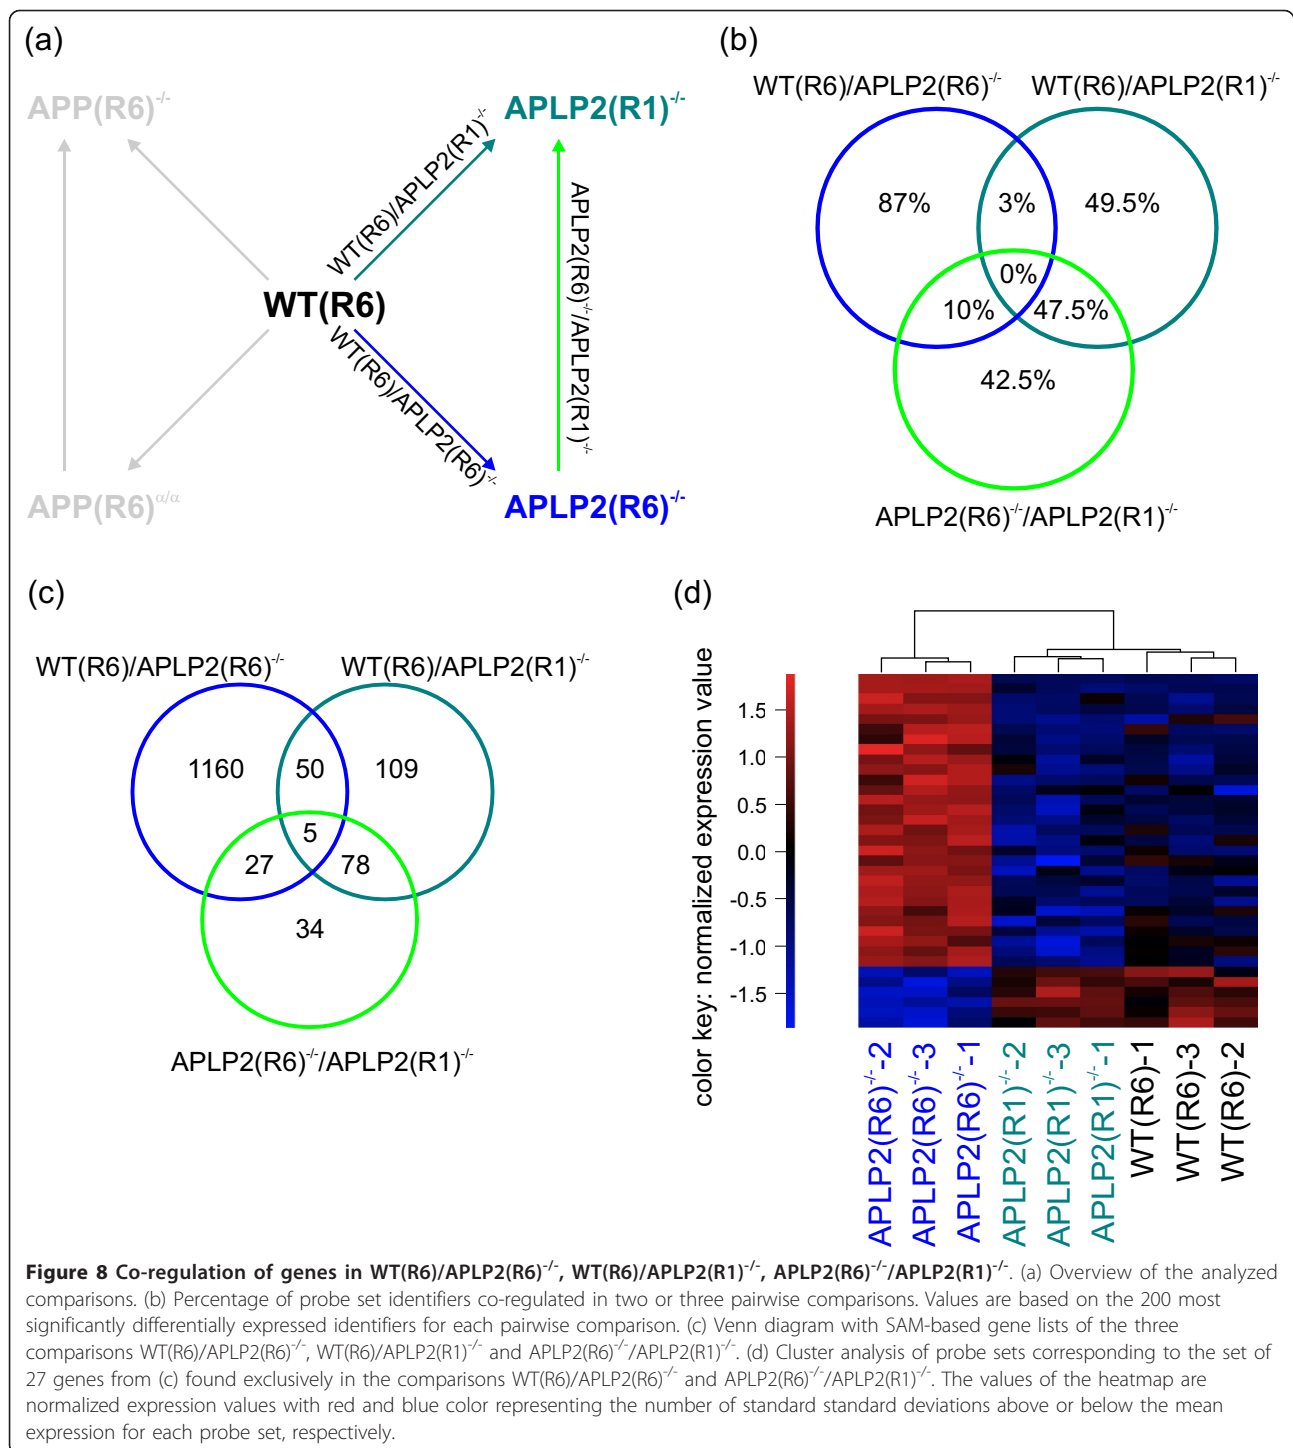 (a)
APP(R6)-/-
APLP2(R1)-/-
WT(R6)/APLP2(R1)-/-
APLP2(R6)-/-/APLP2(R1)-/-
WT(R6)
WT(R6)/APLP2(R6)-/-
APP(R6)α/α
APLP2(R6)-/-
(b)
WT(R6)/APLP2(R6)-/-
WT(R6)/APLP2(R1)-/-
87%
3%
49.5%
0%
10%
47.5%
42.5%
APLP2(R6)-/-/APLP2(R1)-/-
(c)
WT(R6)/APLP2(R6)-/-
WT(R6)/APLP2(R1)-/-
1160
50
109
5
27
78
34
APLP2(R6)-/-/APLP2(R1)-/-
(d)
color key: normalized expression value
1.5
1.0
0.5
0.0
-0.5
-1.0
-1.5
APLP2(R6)-/--2
APLP2(R6)-/--3
APLP2(R6)-/--1
APLP2(R1)-/--2
APLP2(R1)-/--3
APLP2(R1)-/--1
WT(R6)-1
WT(R6)-3
WT(R6)-2
Figure 8 Co-regulation of genes in WT(R6)/APLP2(R6)-/-, WT(R6)/APLP2(R1)-/-, APLP2(R6)-/-/APLP2(R1)-/-. (a) Overview of the analyzed
comparisons. (b) Percentage of probe set identifiers co-regulated in two or three pairwise comparisons. Values are based on the 200 most
significantly differentially expressed identifiers for each pairwise comparison. (c) Venn diagram with SAM-based gene lists of the three
comparisons WT(R6)/APLP2(R6)-/-, WT(R6)/APLP2(R1)-/- and APLP2(R6)-/-/APLP2(R1)-/-. (d) Cluster analysis of probe sets corresponding to the set of
27 genes from (c) found exclusively in the comparisons WT(R6)/APLP2(R6)-/- and APLP2(R6)-/-/APLP2(R1)-/-. The values of the heatmap are
normalized expression values with red and blue color representing the number of standard standard deviations above or below the mean
expression for each probe set, respectively.